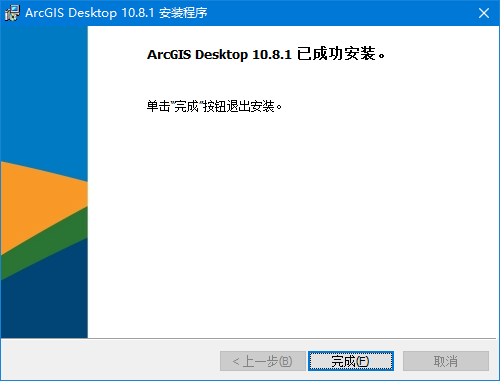 ArcGIS Desktop 10.8.1 安装程序
ArcGIS Desktop 10.8.1 已成功安装。
单击"完成"按钮退出安装。
< 上一步(B)
完成(F)
取消